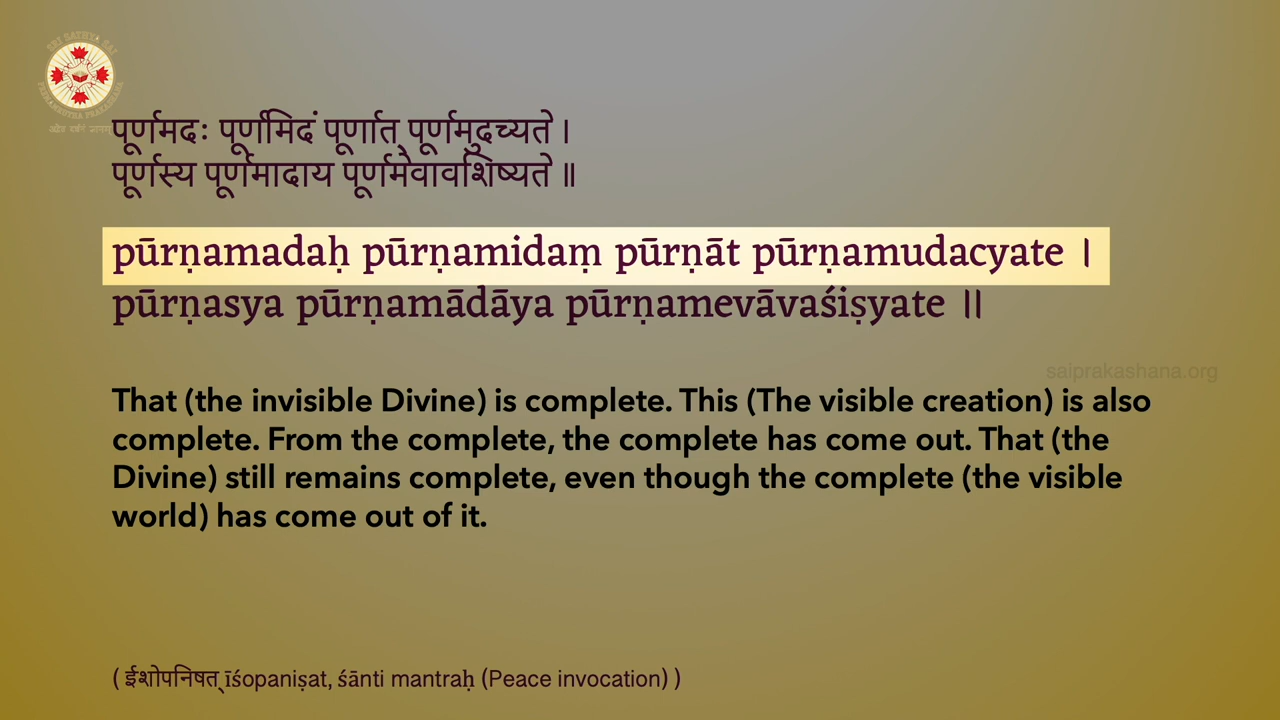 SRI SATHYA SAI
पूर्णमदः पूर्णमिदं पूर्णात् पूर्णमुदच्यते ।
पूर्णस्य पूर्णमादाय पूर्णमेवावशिष्यते ॥
pūrṇamadaḥ pūrṇamidaṃ pūrṇāt pūrṇamudacyate ।
pūrṇasya pūrṇamādāya pūrṇamevāvaśiṣyate ॥
saiprakashana.org
That (the invisible Divine) is complete. This (The visible creation) is also
complete. From the complete, the complete has come out. That (the
Divine) still remains complete, even though the complete (the visible
world) has come out of it.
( ईशोपनिषत् īśopaniṣat, śānti mantraḥ (Peace invocation) )